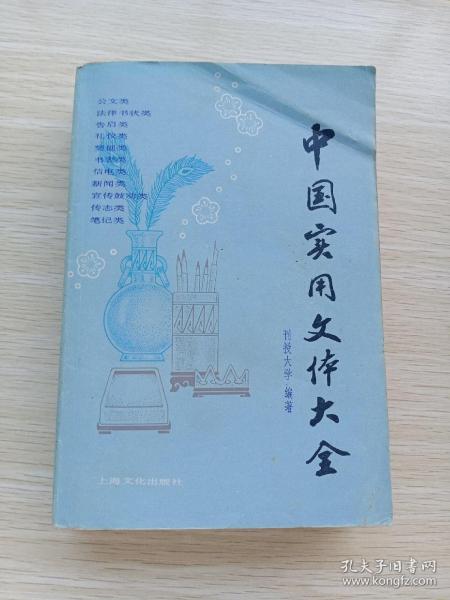 公文类
法律书状类
告启类
礼仪类
楚挽类
书表类
信电类
新闻类
宣传鼓动类
传志类
笔记类
中国实用文体大全
刊授大学·编著
上海文化出版社
孔夫子旧书网
www.kongfz.com